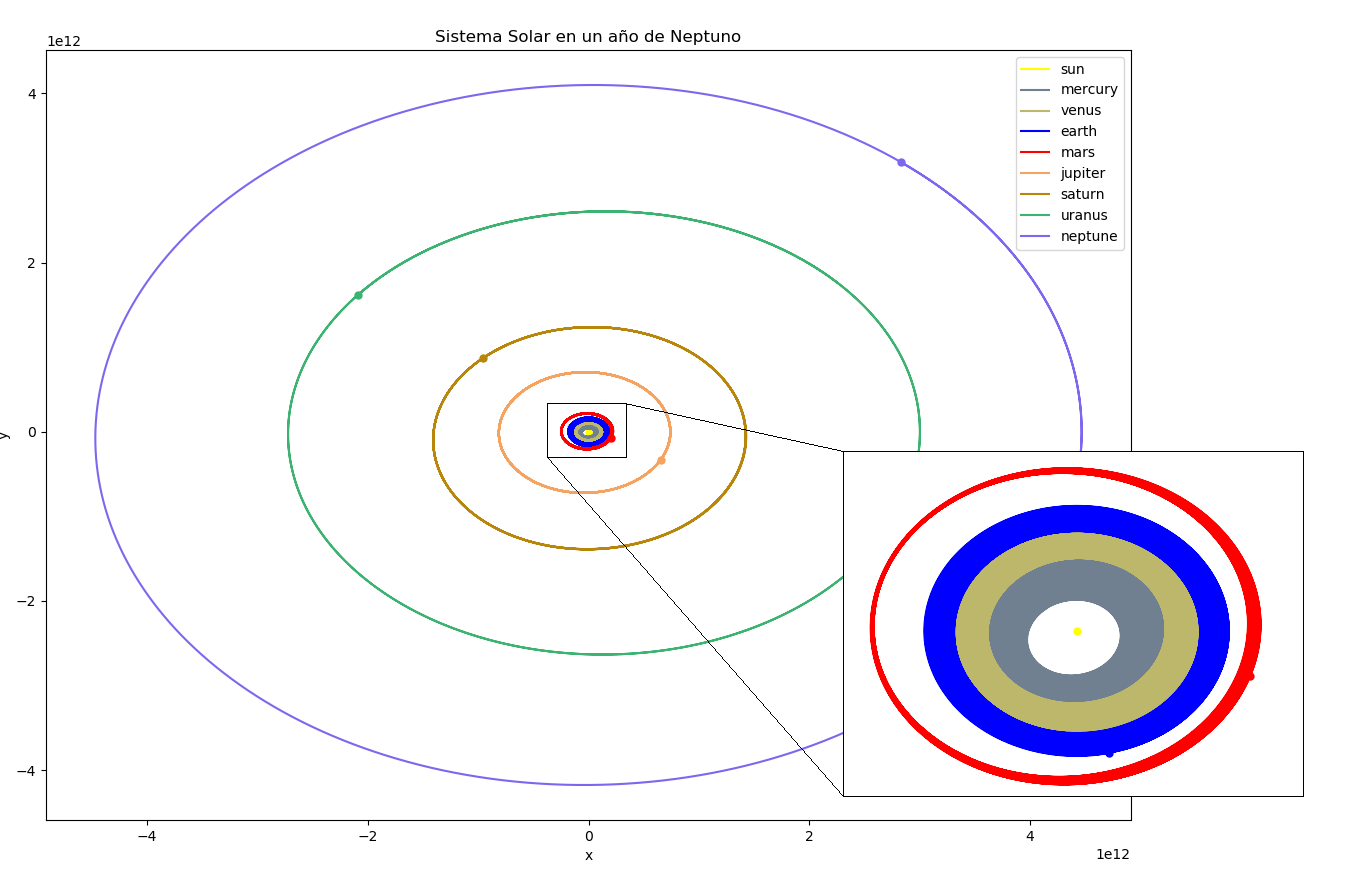 Sistema Solar en un año de Neptuno
1e12
4
2
0
−2
−4
y
sun
mercury
venus
earth
mars
jupiter
saturn
uranus
neptune
−4 −2 0 2 4
1e12
x